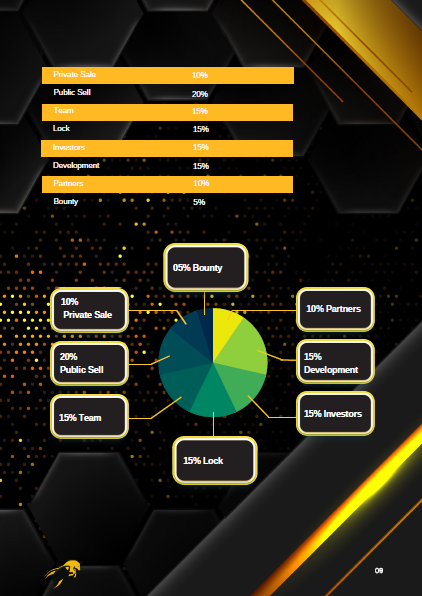 Private Sale 10%
Public Sell 20%
Team 15%
Lock 15%
Investors 15%
Development 15%
Partners 10%
Bounty 5%
05% Bounty
10%
Private Sale
10% Partners
20%
Public Sell
15%
Development
15% Team
15% Investors
15% Lock
09